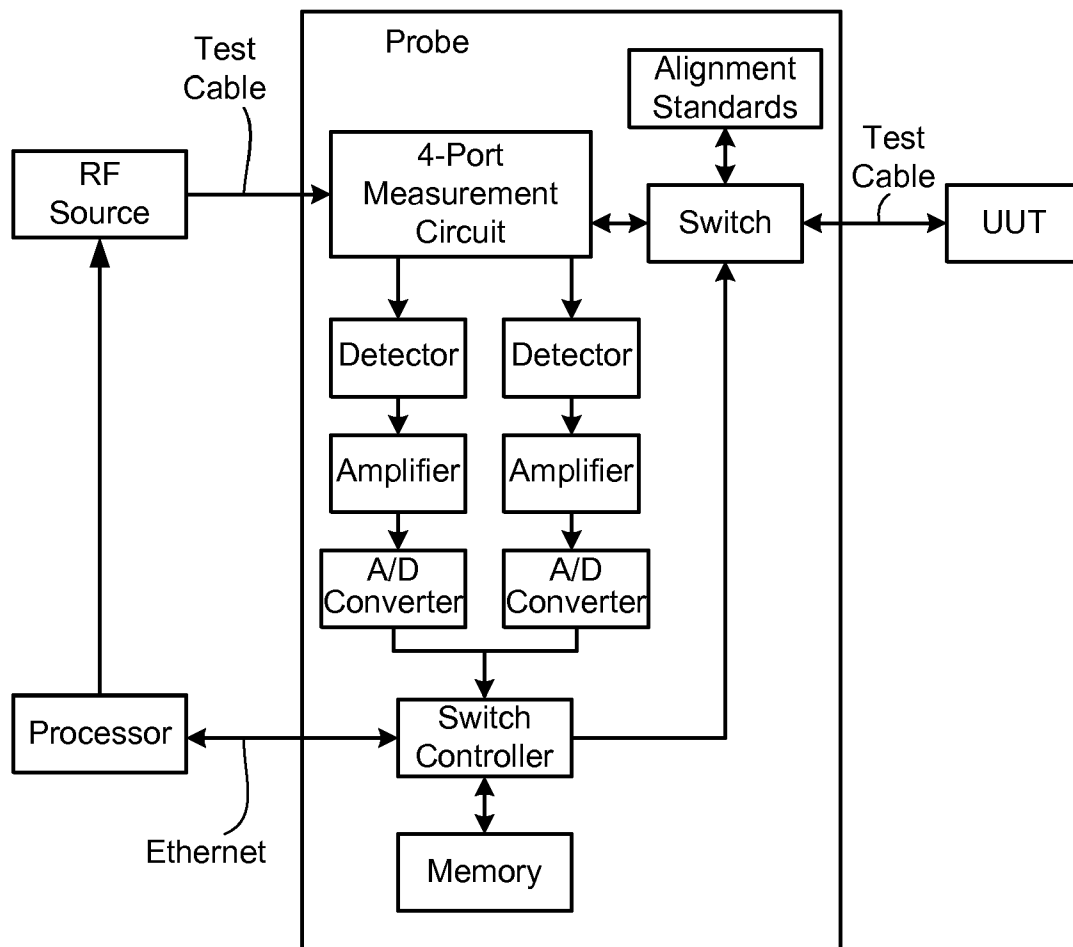 Probe
Test
Cable
Alignment
Standards
RF
Source
4-Port
Measurement
Circuit
Switch
Test
Cable
UUT
Detector
Detector
Amplifier
Amplifier
A/D
Converter
A/D
Converter
Processor
Switch
Controller
Ethernet
Memory